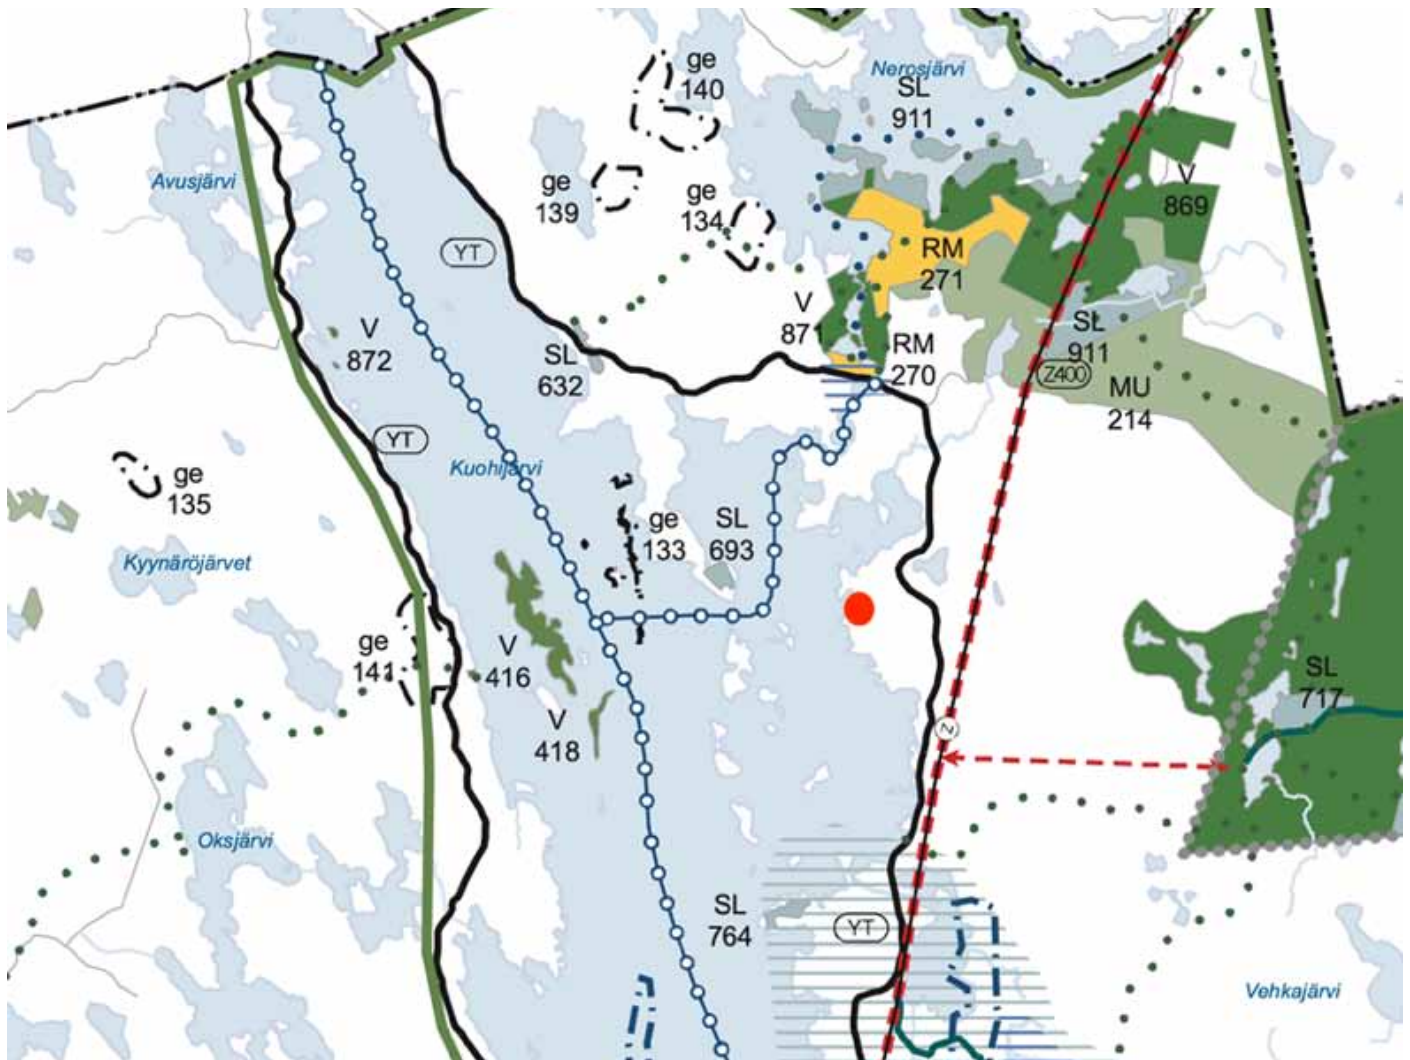 ge
140
Nerosjärvi
SL
911
Avusjärvi
ge
139
ge
134
V
869
YT
RM
271
V
872
SL
632
V
871
RM
270
SL
911
Z400
MU
214
YT
Kuohijärvi
ge
135
ge
133
SL
693
Kyynäröjärvet
ge
141
V
416
SL
717
V
418
Z
Oksjärvi
SL
764
YT
Vehkajärvi